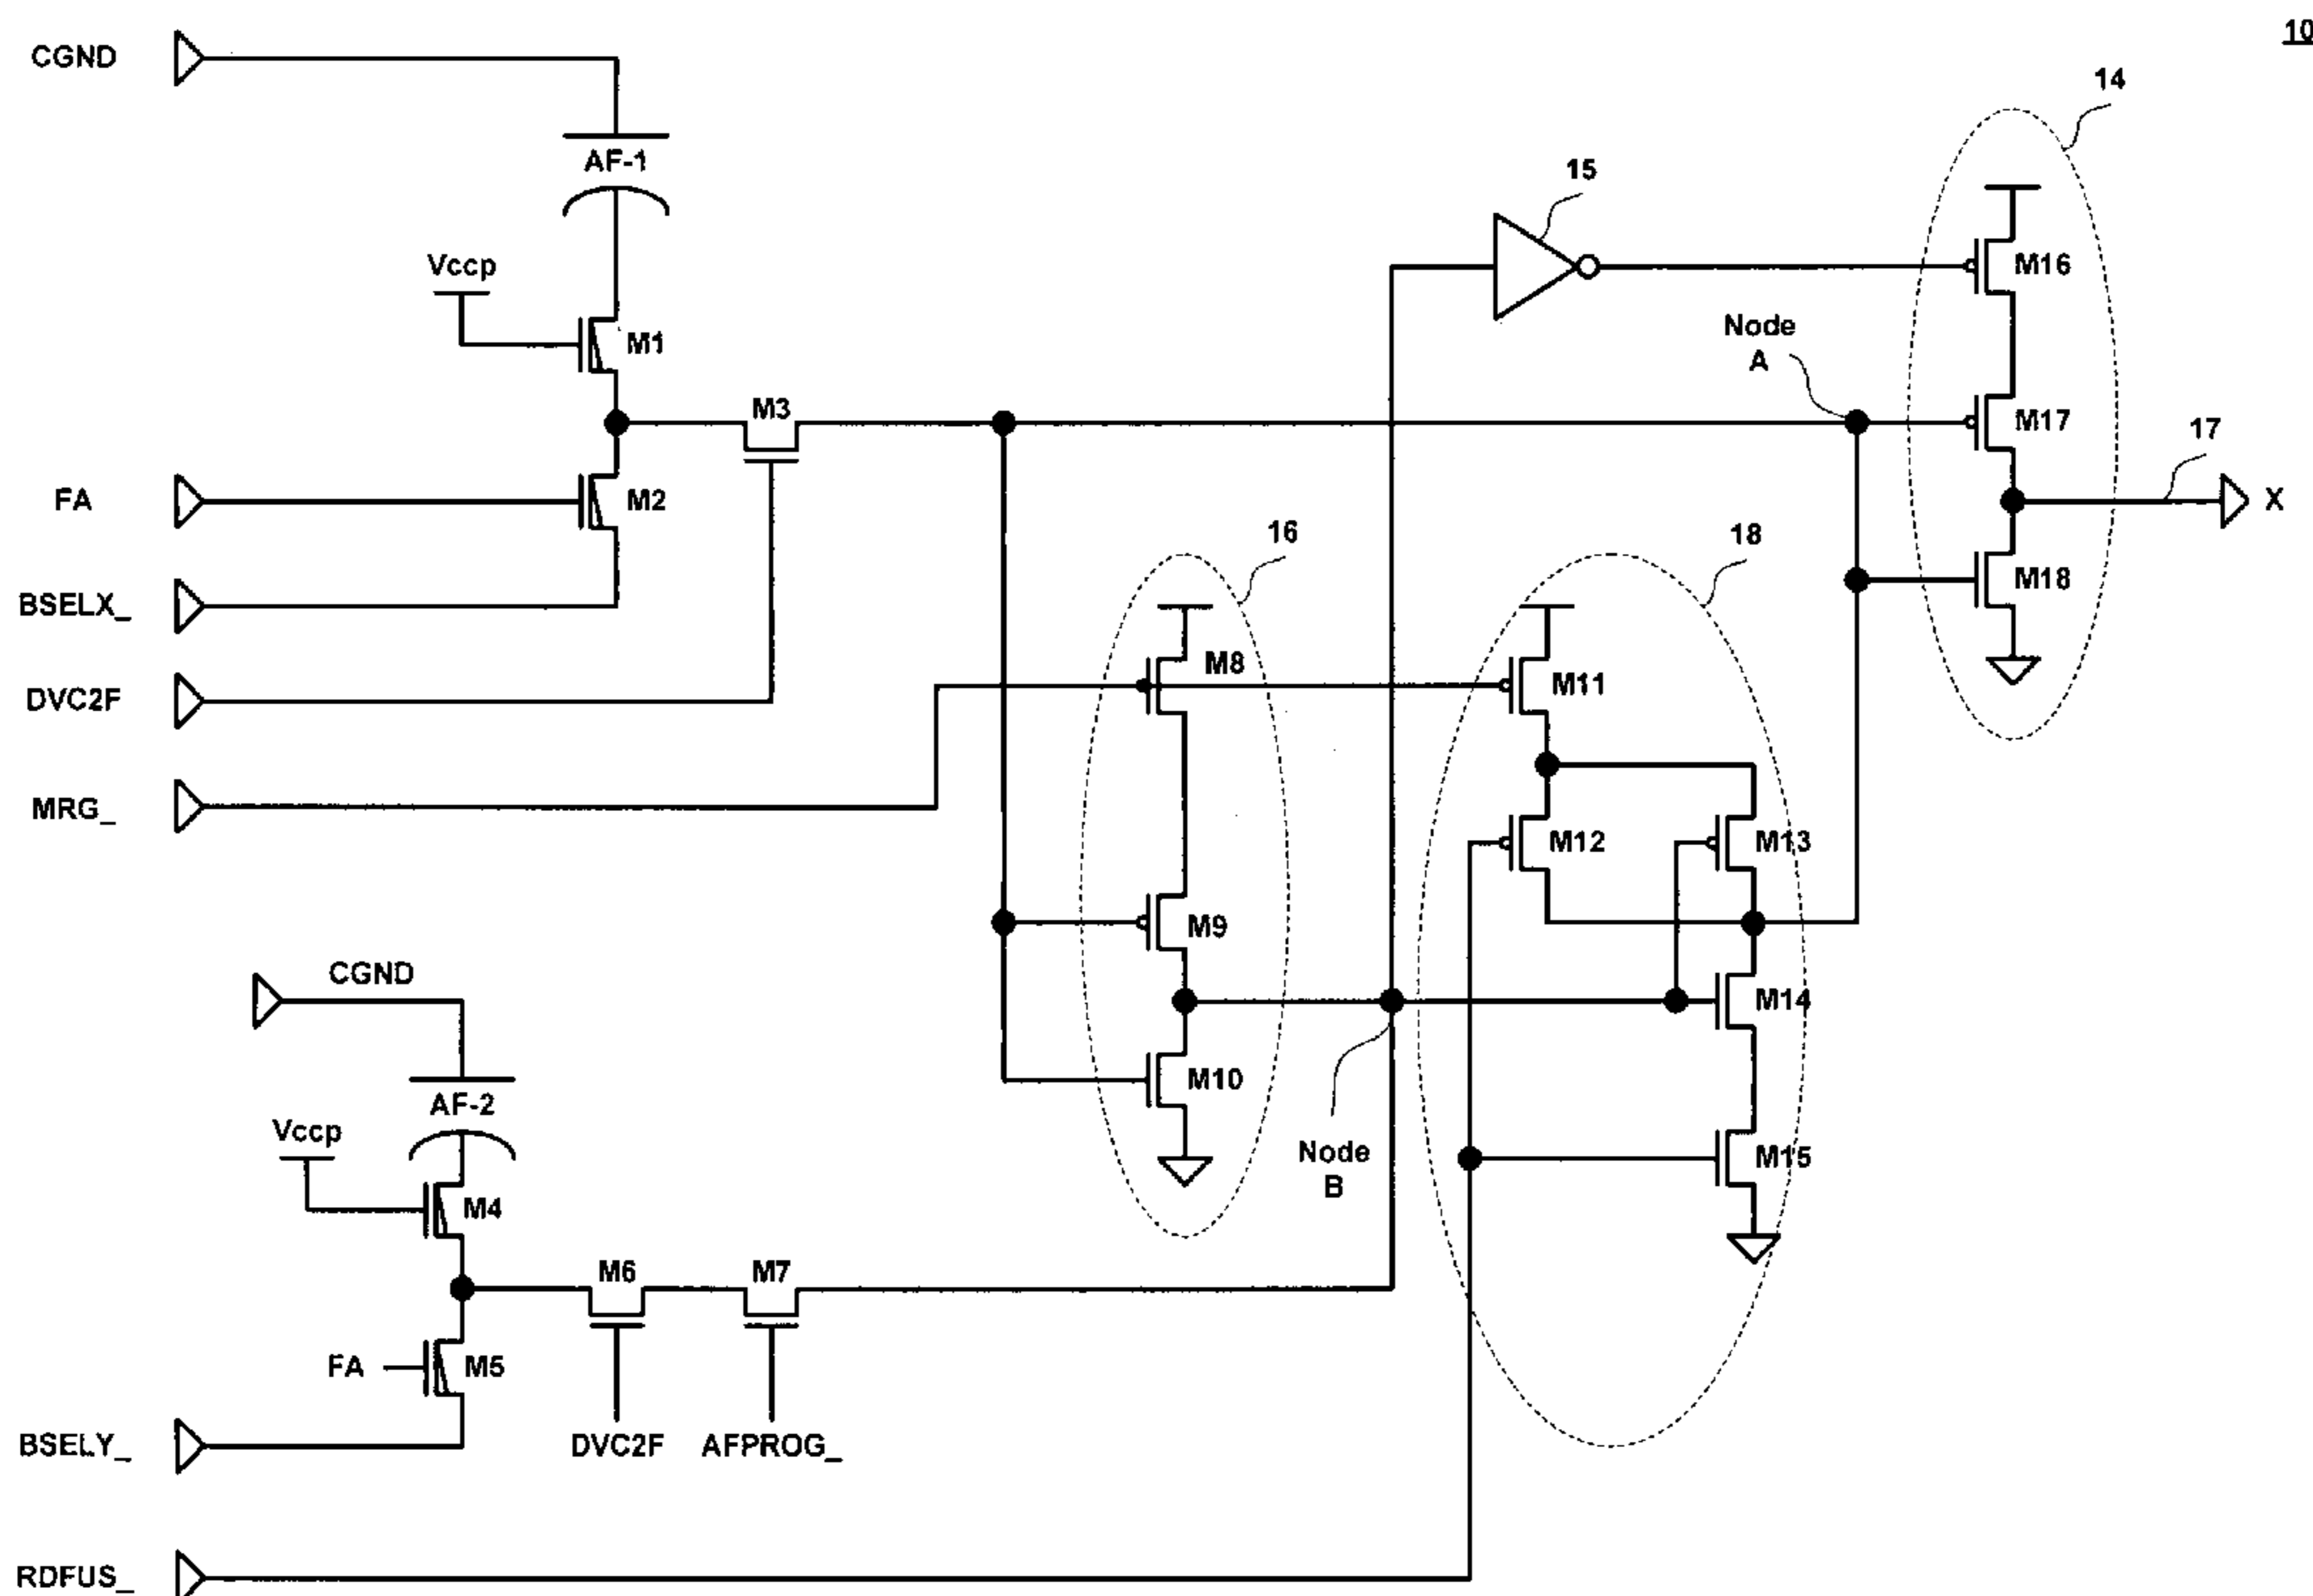 10
CGND
14
AF-1
15
Vccp
M16
M1
Node
A
M3
M17
17
FA
M2
X
16
18
M18
BSELX_
M8
M11
DVC2F
MRG_
M12
M13
M9
CGND
M14
M10
AF-2
Vccp
Node
B
M15
M4
M6
M7
FA
M5
BSELY_
DVC2F
AFPROG_
RDFUS_